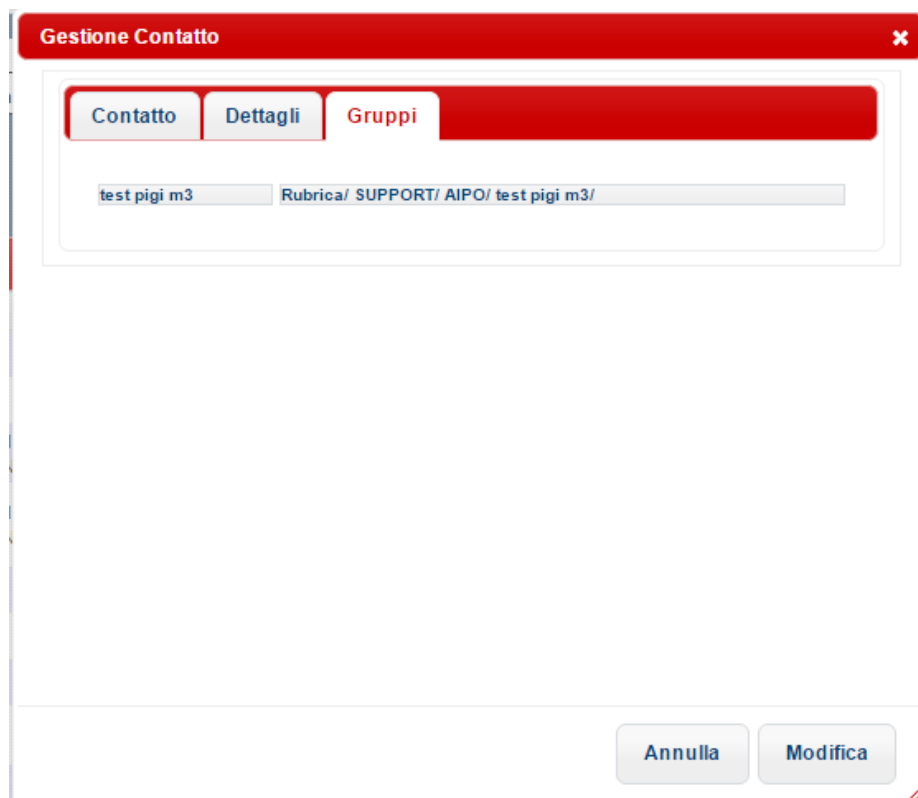 Gestione Contatto
Contatto Dettagli Gruppi
test pigi m3 Rubrica/ SUPPORT/ AIPO/ test pigi m3/
Annulla Modifica